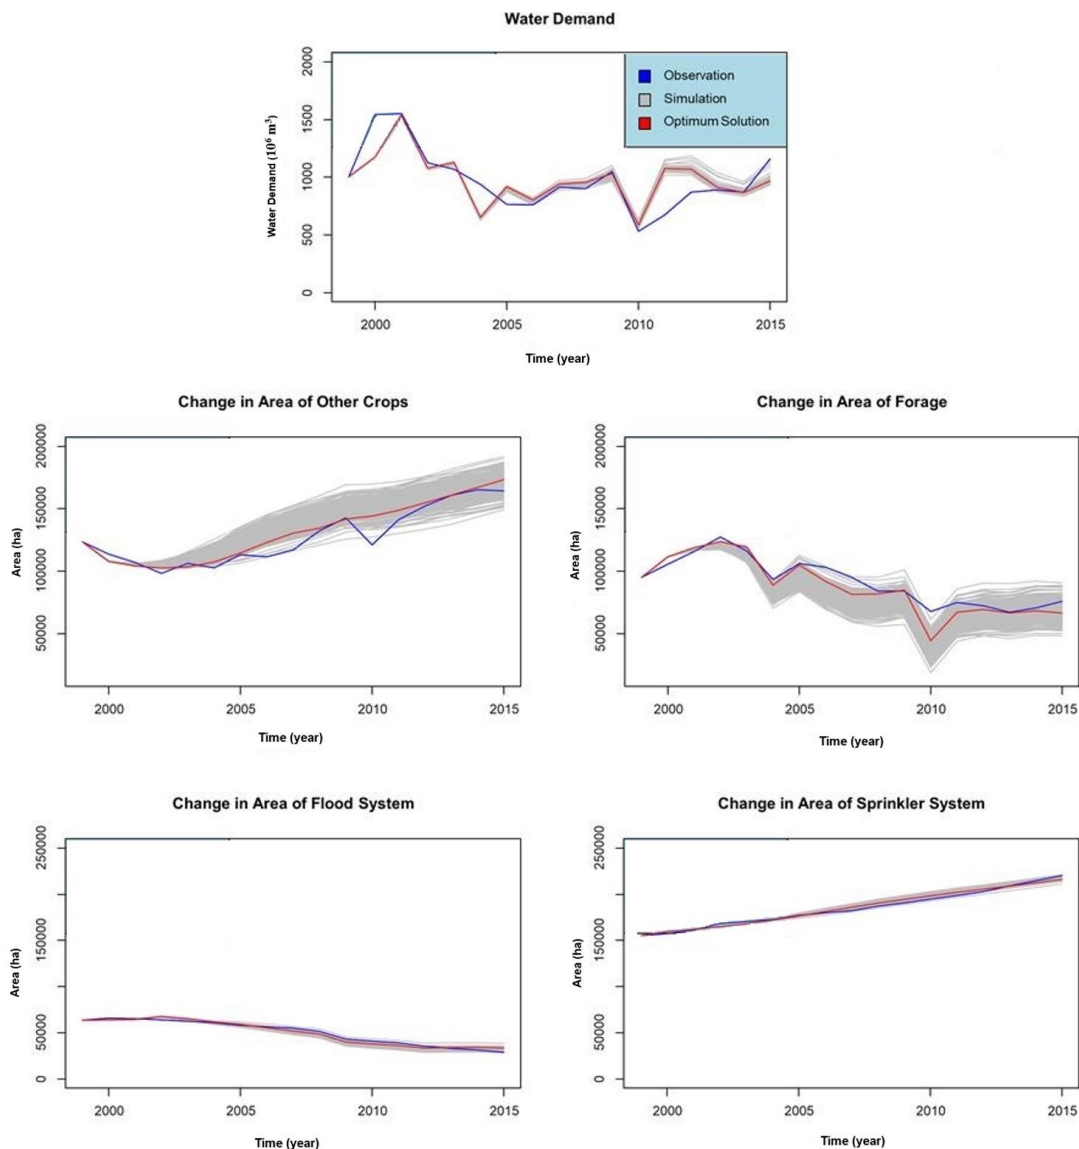 Water Demand
2000
1500
1000
500
0
Water Demand (10⁶ m³)
Observation
Simulation
Optimum Solution
2000 2005 2010 2015
Time (year)
Change in Area of Other Crops
200000
150000
100000
50000
Area (ha)
2000 2005 2010 2015
Time (year)
Change in Area of Forage
200000
150000
100000
50000
Area (ha)
2000 2005 2010 2015
Time (year)
Change in Area of Flood System
250000
150000
50000
0
Area (ha)
2000 2005 2010 2015
Time (year)
Change in Area of Sprinkler System
250000
150000
50000
0
Area (ha)
2000 2005 2010 2015
Time (year)